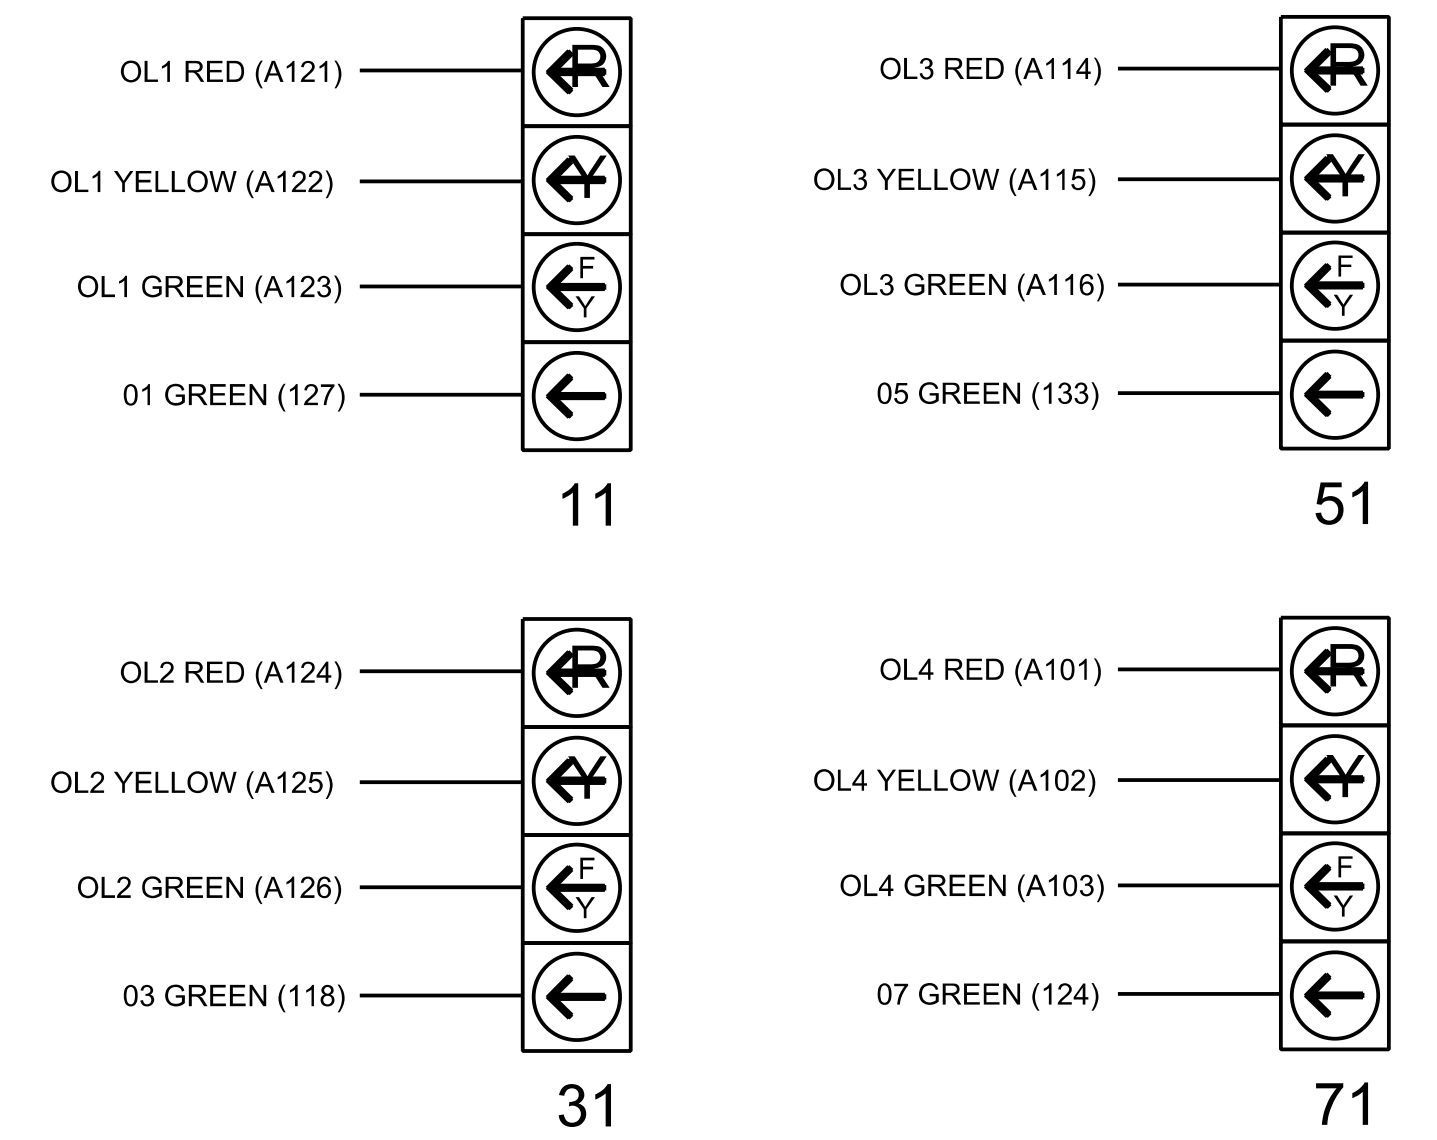 OL1 RED (A121)
R
OL1 YELLOW (A122)
Y
OL1 GREEN (A123)
F
Y
01 GREEN (127)
11
OL3 RED (A114)
R
OL3 YELLOW (A115)
Y
OL3 GREEN (A116)
F
Y
05 GREEN (133)
51
OL2 RED (A124)
R
OL2 YELLOW (A125)
Y
OL2 GREEN (A126)
F
Y
03 GREEN (118)
31
OL4 RED (A101)
R
OL4 YELLOW (A102)
Y
OL4 GREEN (A103)
F
Y
07 GREEN (124)
71